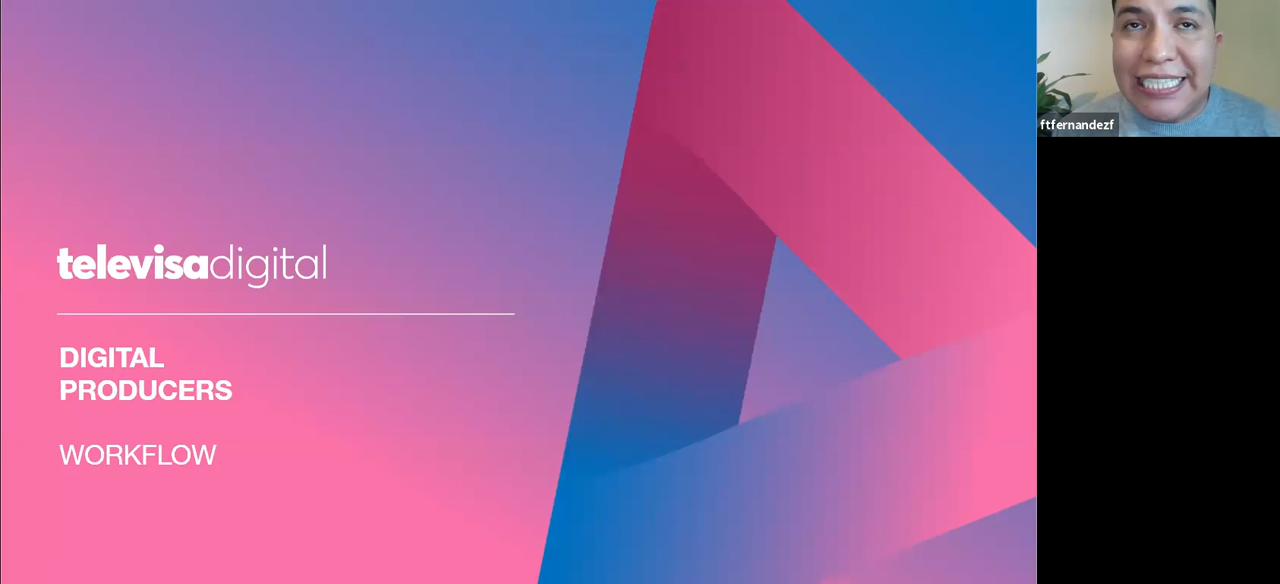 televisadigital
DIGITAL
PRODUCERS
WORKFLOW
ftfernandezf